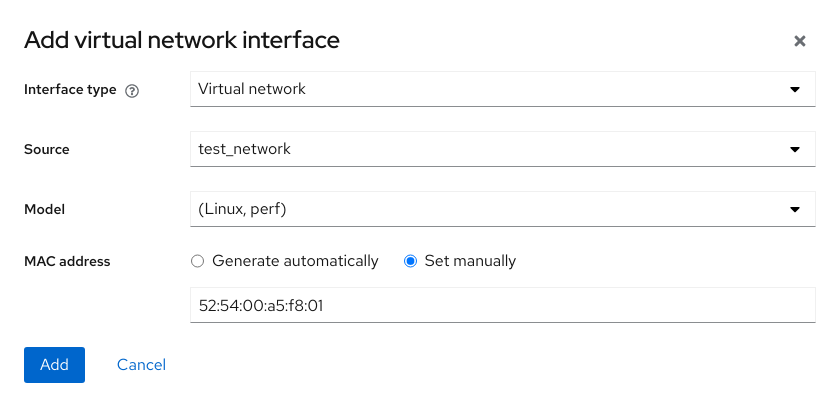 Add virtual network interface
Interface type
Virtual network
Source
test_network
Model
(Linux, perf)
MAC address
Generate automatically
Set manually
52:54:00:a5:f8:01
Add
Cancel